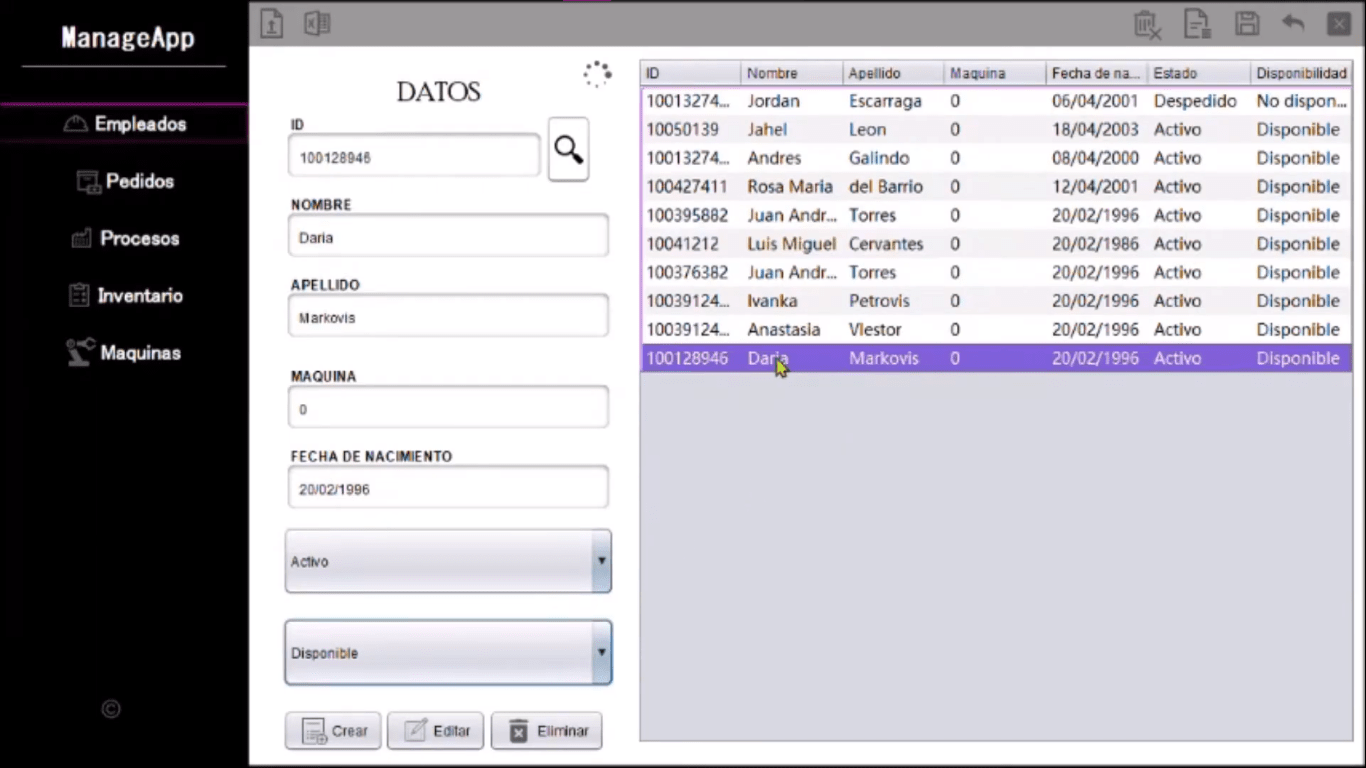 ManageApp
Empleados
Pedidos
Procesos
Inventario
Maquinas
©
DATOS
ID
100128946
NOMBRE
Daria
APELLIDO
Markovis
MAQUINA
0
FECHA DE NACIMIENTO
20/02/1996
Activo
Disponible
Crear Editar Eliminar
ID Nombre Apellido Maquina Fecha de na... Estado Disponibilidad
10013274... Jordan Escarraga 0 06/04/2001 Despedido No dispon...
10050139 Jahel Leon 0 18/04/2003 Activo Disponible
10013274... Andres Galindo 0 08/04/2000 Activo Disponible
100427411 Rosa Maria del Barrio 0 12/04/2001 Activo Disponible
100395882 Juan Andr... Torres 0 20/02/1996 Activo Disponible
10041212 Luis Miguel Cervantes 0 20/02/1986 Activo Disponible
100376382 Juan Andr... Torres 0 20/02/1996 Activo Disponible
10039124... Ivanka Petrovis 0 20/02/1996 Activo Disponible
10039124... Anastasia Vlestor 0 20/02/1996 Activo Disponible
100128946 Daria Markovis 0 20/02/1996 Activo Disponible